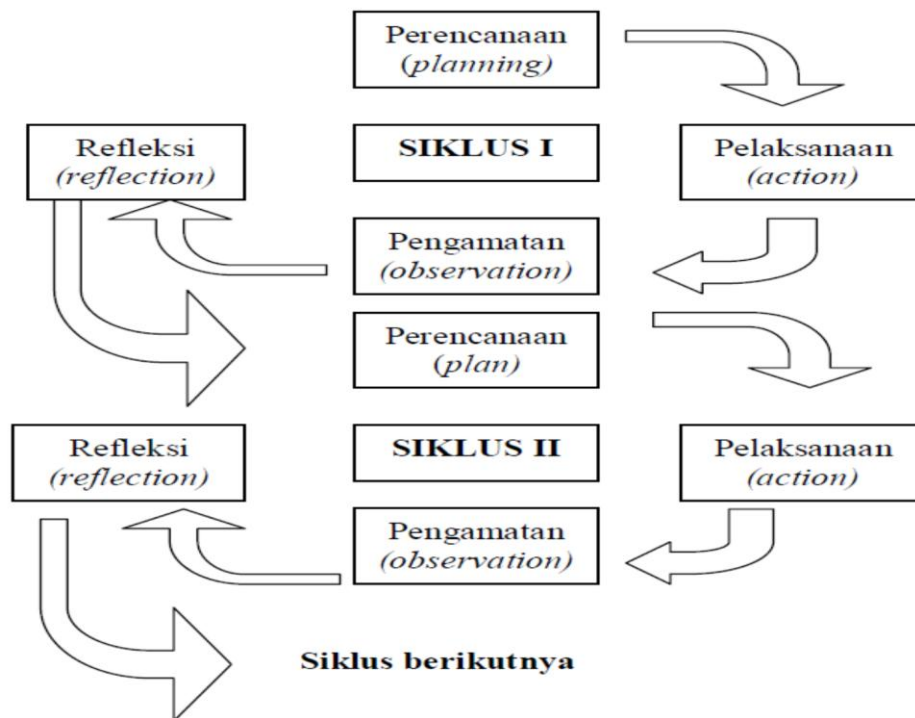 Perencanaan
(planning)
Refleksi
(reflection)
SIKLUS I
Pelaksanaan
(action)
Pengamatan
(observation)
Perencanaan
(plan)
Refleksi
(reflection)
SIKLUS II
Pelaksanaan
(action)
Pengamatan
(observation)
Siklus berikutnya